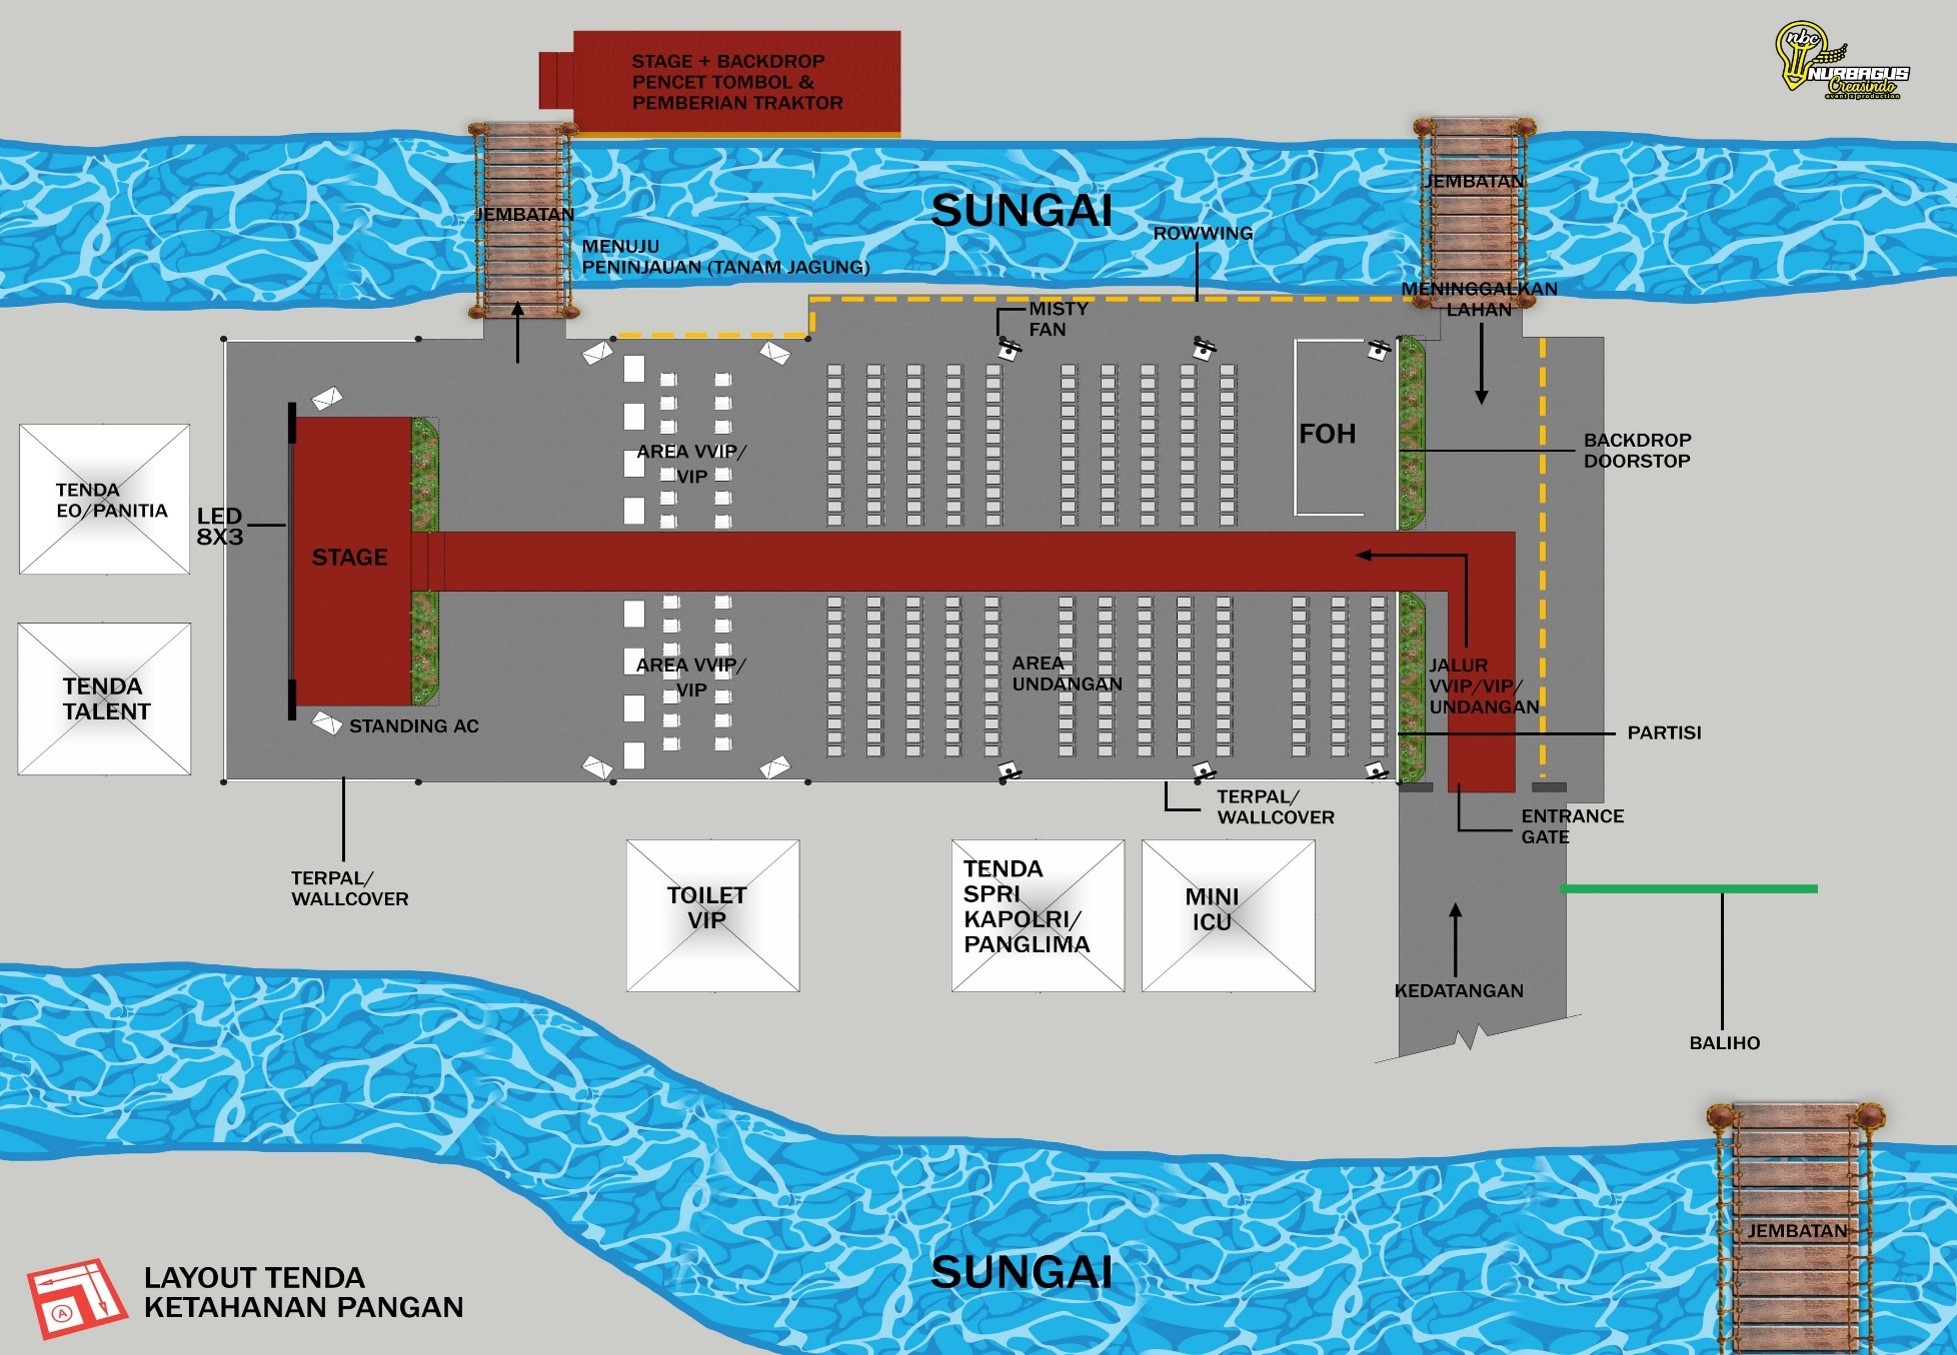 STAGE + BACKDROP
PENCET TOMBOL &
PEMBERIAN TRAKTOR
nbc
NURBAGUS
Creasindo
event & production
JEMBATAN
SUNGAI
JEMBATAN
MENUJU
PENINJAUAN (TANAM JAGUNG)
ROWWING
MENINGGALKAN
LAHAN
MISTY
FAN
FOH
BACKDROP
DOORSTOP
AREA VVIP/
VIP
TENDA
EO/PANITIA
LED
8X3
STAGE
TENDA
TALENT
STANDING AC
AREA VVIP/
VIP
AREA
UNDANGAN
JALUR
VVIP/VIP/
UNDANGAN
PARTISI
TERPAL/
WALLCOVER
ENTRANCE
GATE
TERPAL/
WALLCOVER
TOILET
VIP
TENDA
SPRI
KAPOLRI/
PANGLIMA
MINI
ICU
KEDATANGAN
BALIHO
JEMBATAN
SUNGAI
A
LAYOUT TENDA
KETAHANAN PANGAN